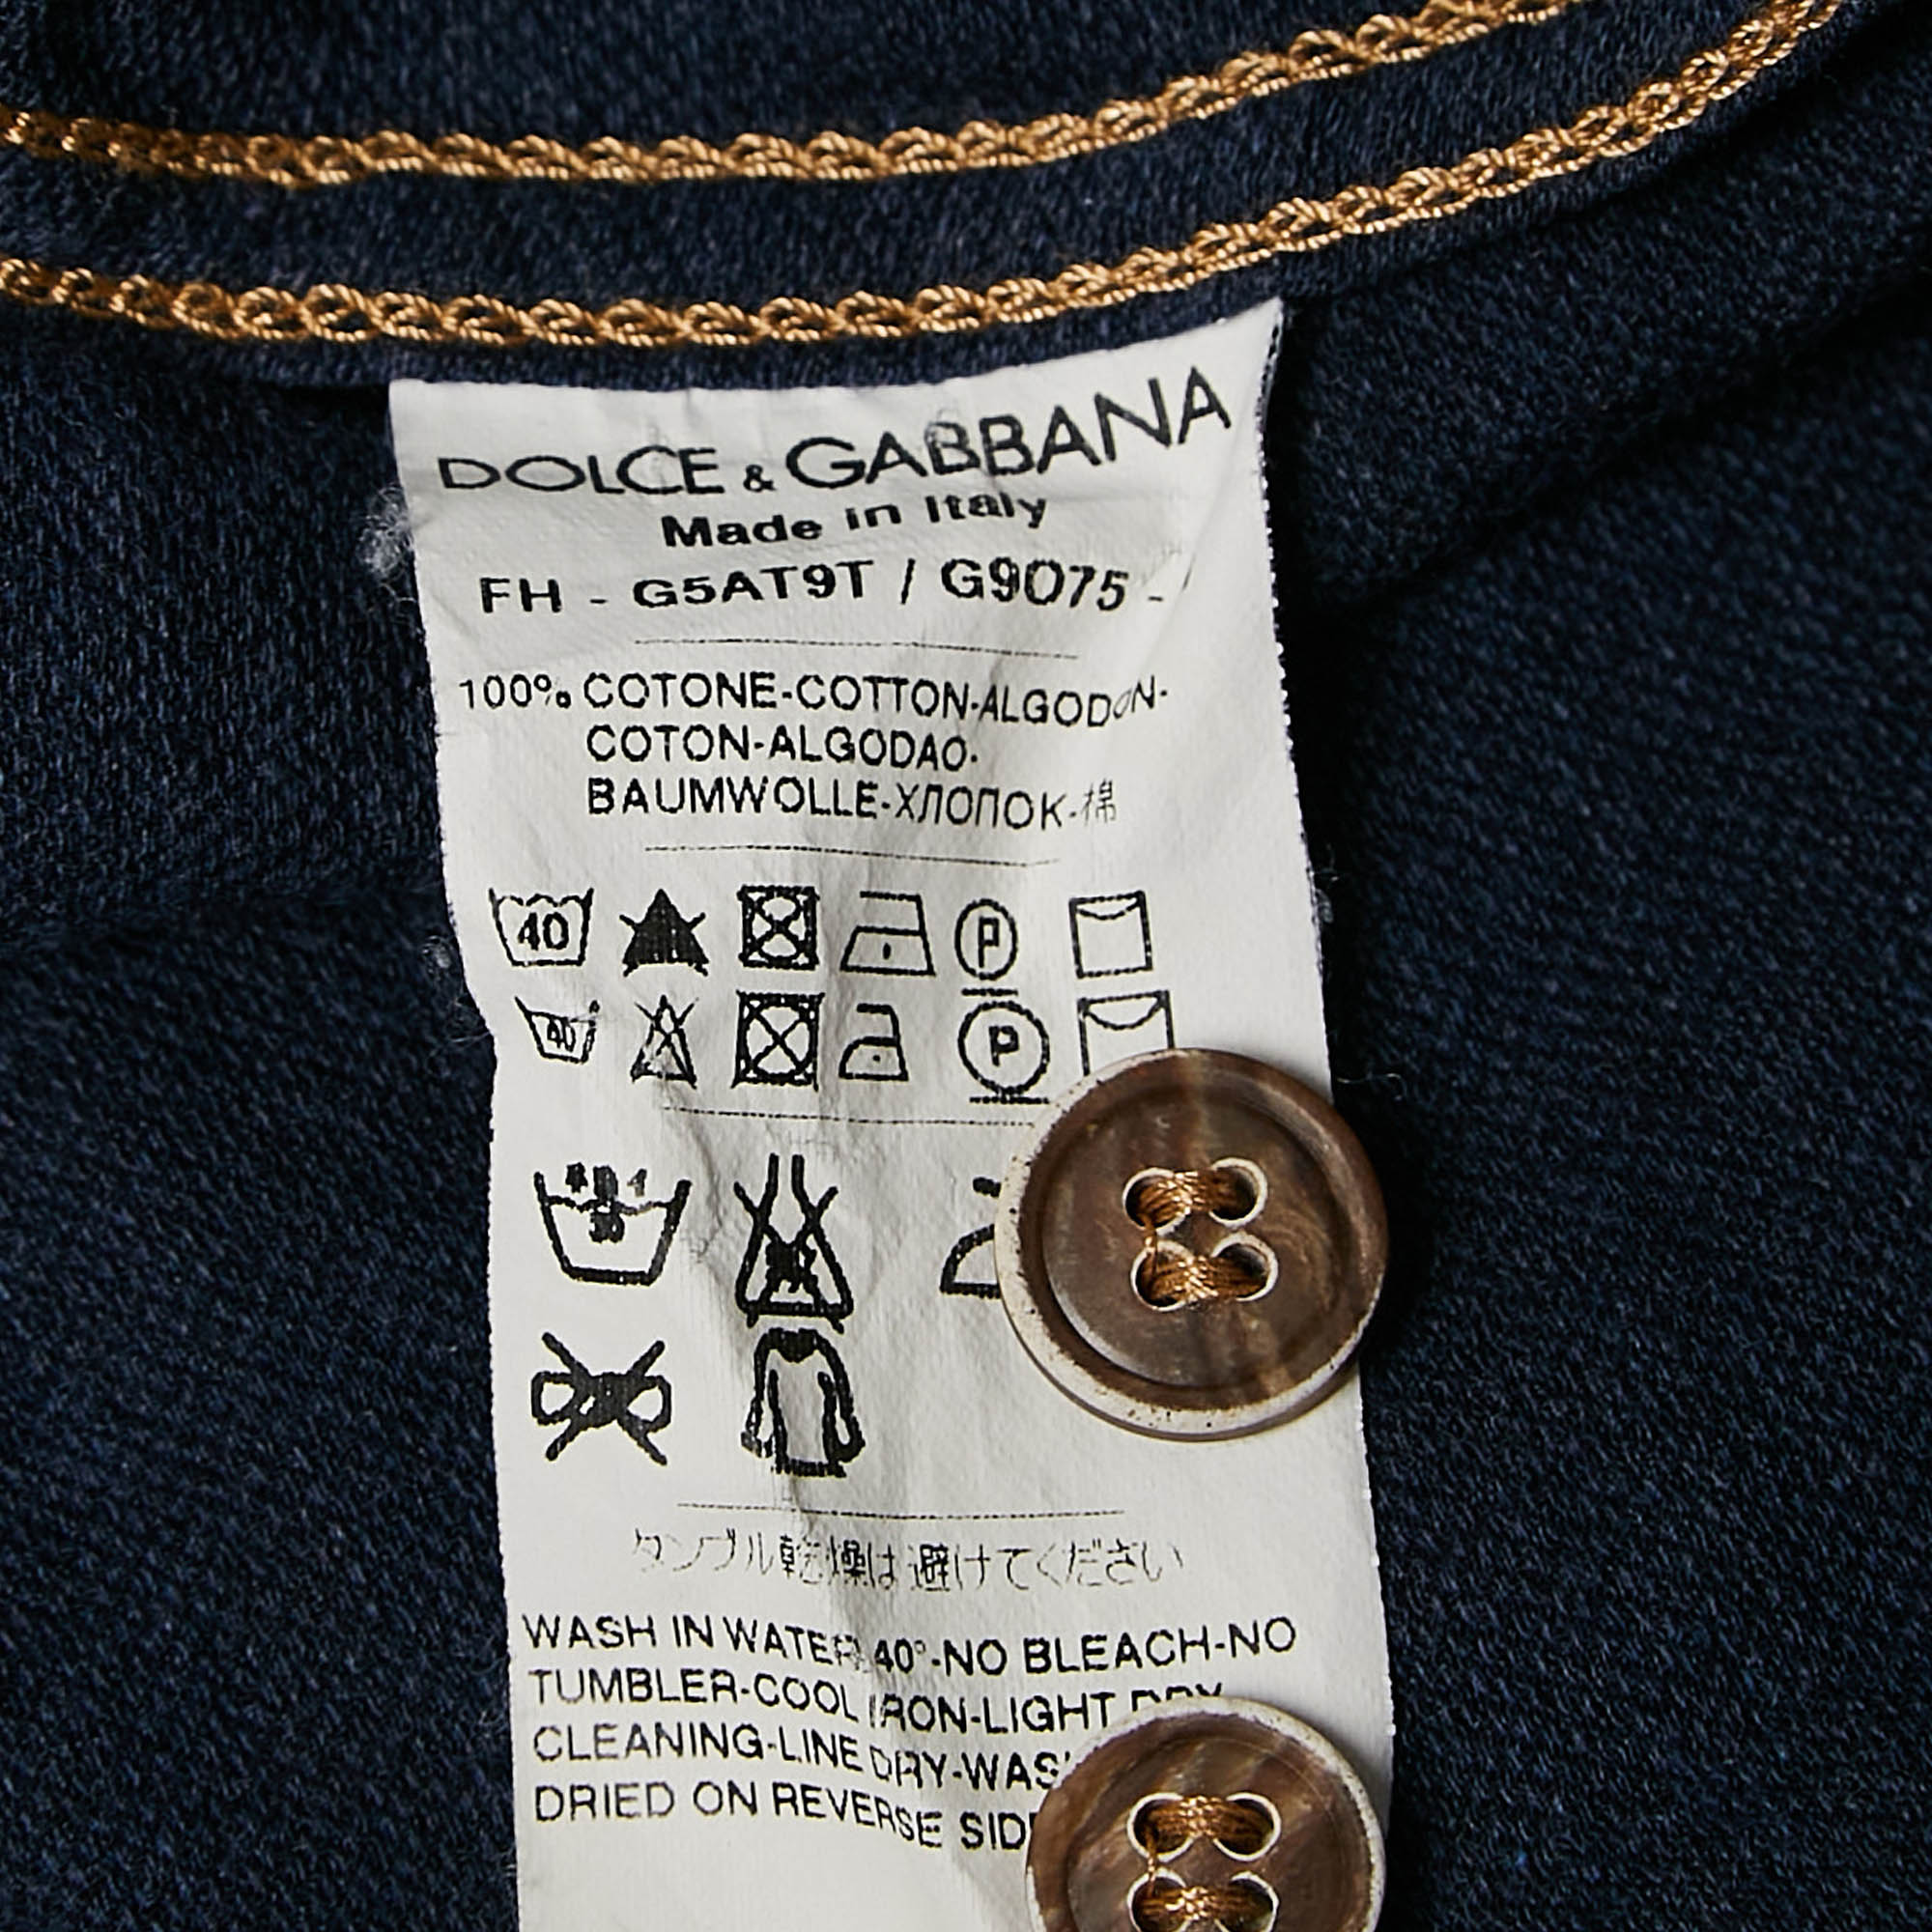 DOLCE & GABBANA
Made in Italy
FH - G5AT9T / G9O75 -
100% COTONE-COTTON-ALGODON-
COTON-ALGODAO-
BAUMWOLLE-ХЛОПОК-棉
40 P
40 P
タンブル乾燥は避けてください
WASH IN WATER 40°-NO BLEACH-NO
TUMBLER-COOL IRON-LIGHT DRY
CLEANING-LINE DRY-
DRIED ON REVERSE